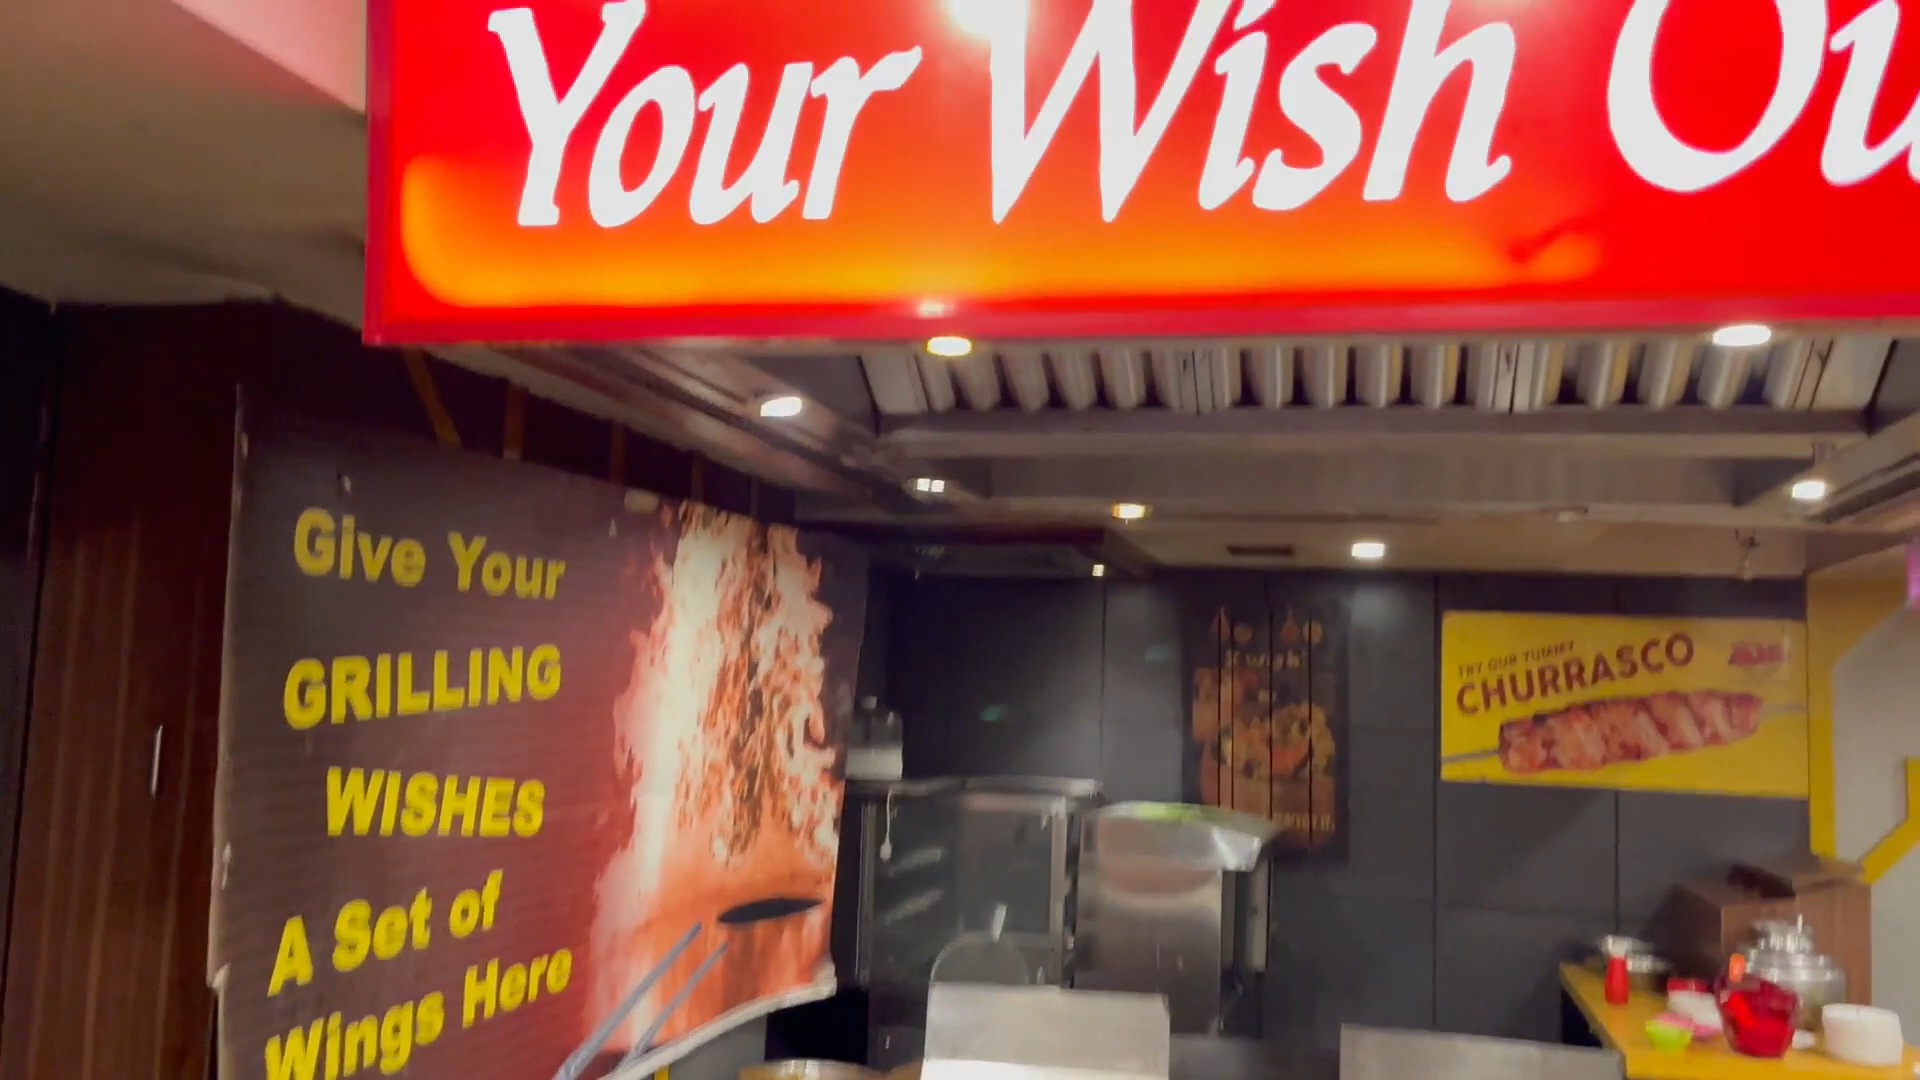 Your Wish Ou
Give Your
GRILLING
WISHES
A Set of
Wings Here
TRY OUR YUMMY
CHURRASCO